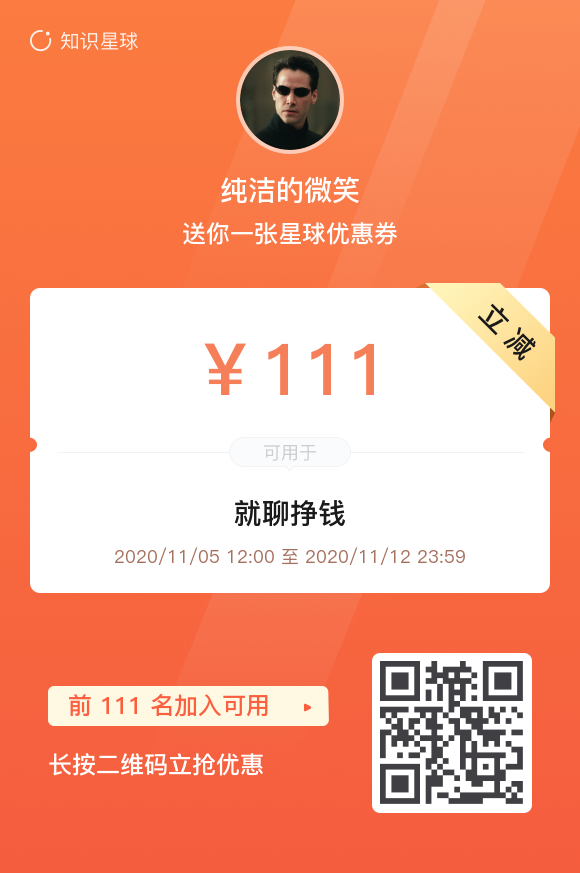 知识星球
纯洁的微笑
送你一张星球优惠券
立减
¥111
可用于
就聊挣钱
2020/11/05 12:00 至 2020/11/12 23:59
前 111 名加入可用
长按二维码立抢优惠